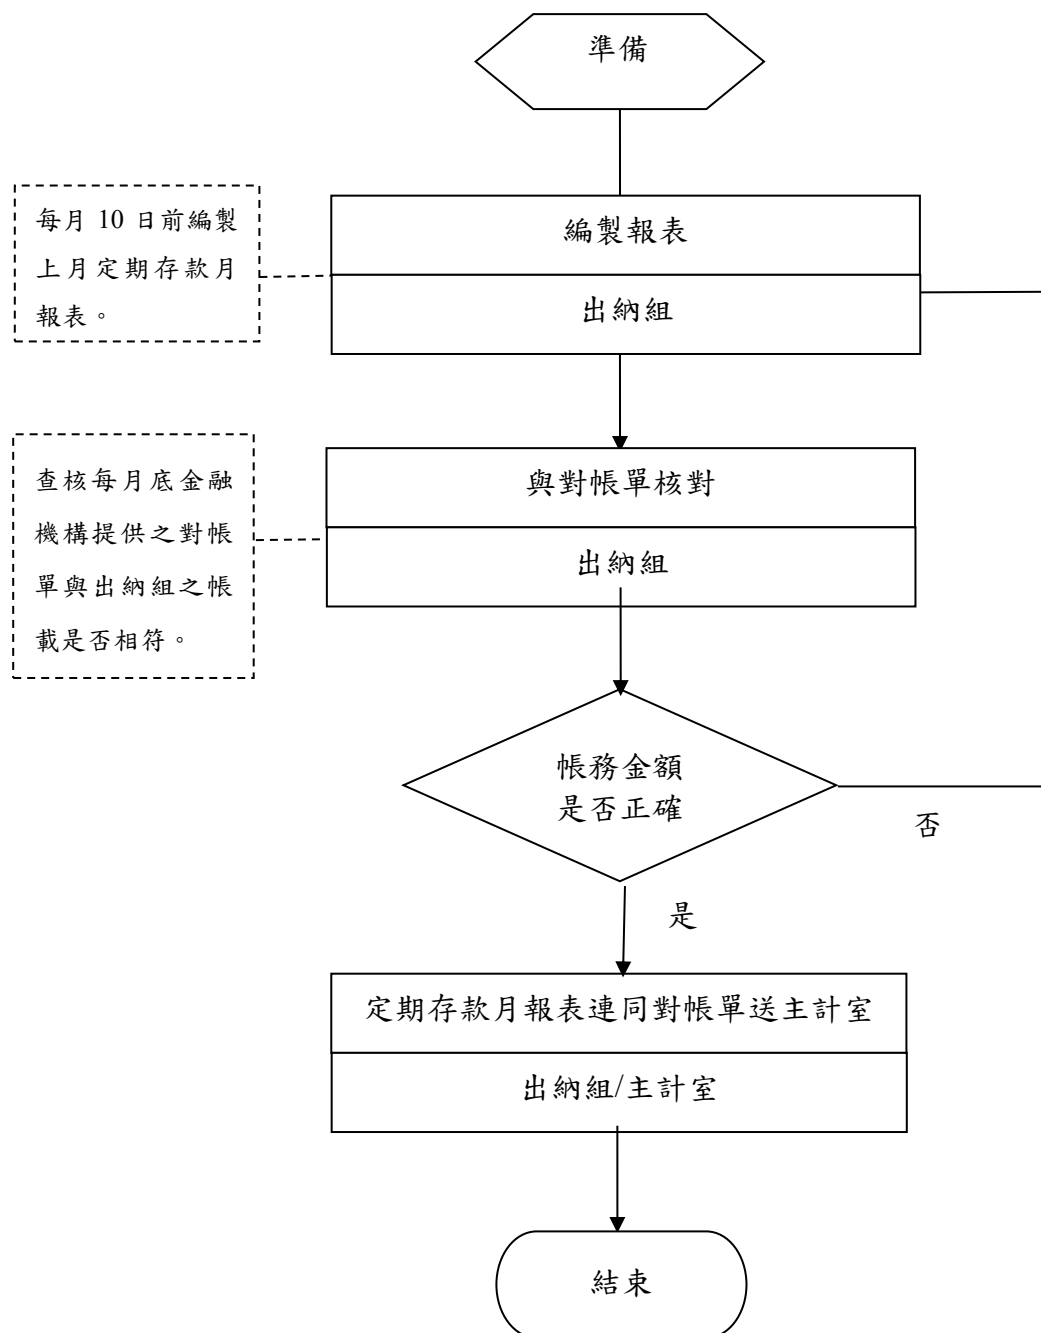 準備
每月 10 日前編製
上月定期存款月
報表。
編製報表
出納組
查核每月底金融
機構提供之對帳
單與出納組之帳
載是否相符。
與對帳單核對
出納組
帳務金額
是否正確
否
是
定期存款月報表連同對帳單送主計室
出納組/主計室
結束